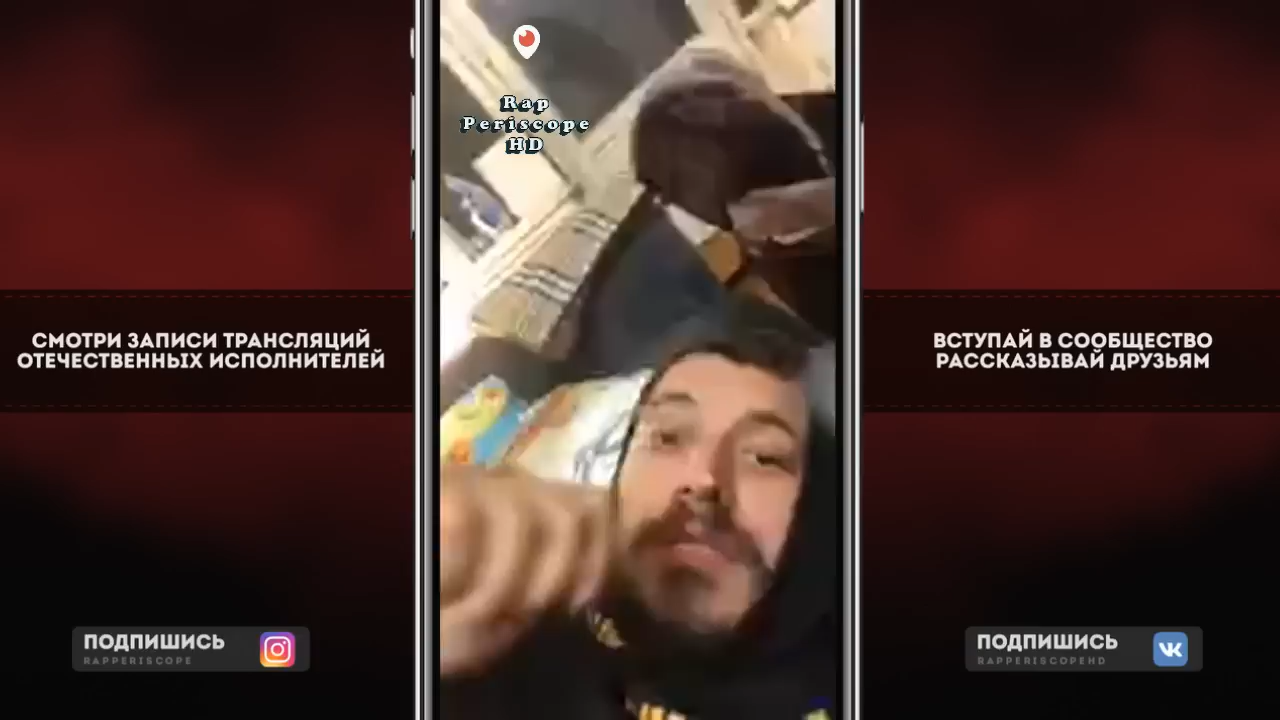 Rap
Periscope
HD
СМОТРИ ЗАПИСИ ТРАНСЛЯЦИЙ
ОТЕЧЕСТВЕННЫХ ИСПОЛНИТЕЛЕЙ
ВСТУПАЙ В СООБЩЕСТВО
РАССКАЗЫВАЙ ДРУЗЬЯМ
ПОДПИШИСЬ
RAPPERISCOPE
ПОДПИШИСЬ
RAPPERISCOPEHD